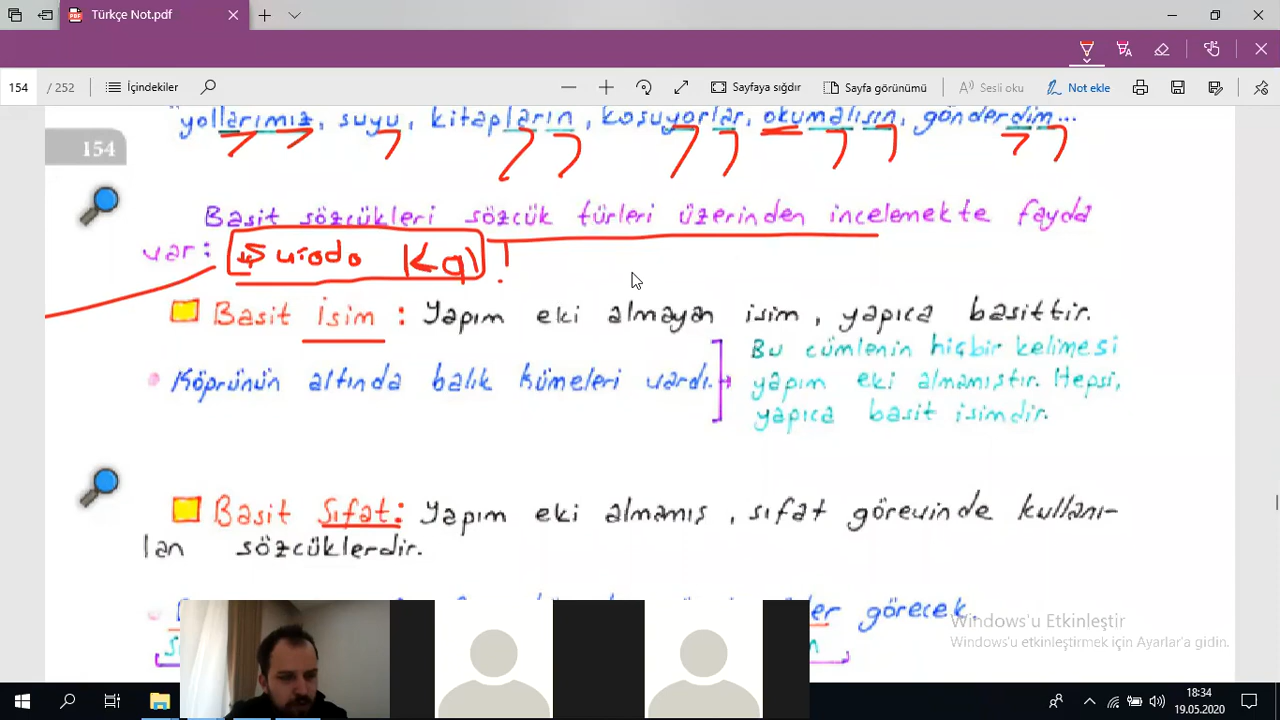 Türkçe Not.pdf
154 / 252 İçindekiler Sayfaya sığdır Sayfa görünümü Sesli oku Not ekle
yollarımız, suyu, kitapların, koşuyorlar, okumalısın, gönderdim...
154
Basit sözcükleri sözcük türleri üzerinden incelemekte fayda
var:
Basit İsim : Yapım eki almayan isim, yapıca basittir.
• Köprünün altında balık kümeleri vardı.
Bu cümlenin hiçbir kelimesi
yapım eki almamıştır. Hepsi,
yapıca basit isimdir.
Basit Sıfat: Yapım eki almamış, sıfat görevinde kullanı-
lan sözcüklerdir.
görecek.
Windows'u Etkinleştir
Windows'u etkinleştirmek için Ayarlar'a gidin.
18:34
19.05.2020